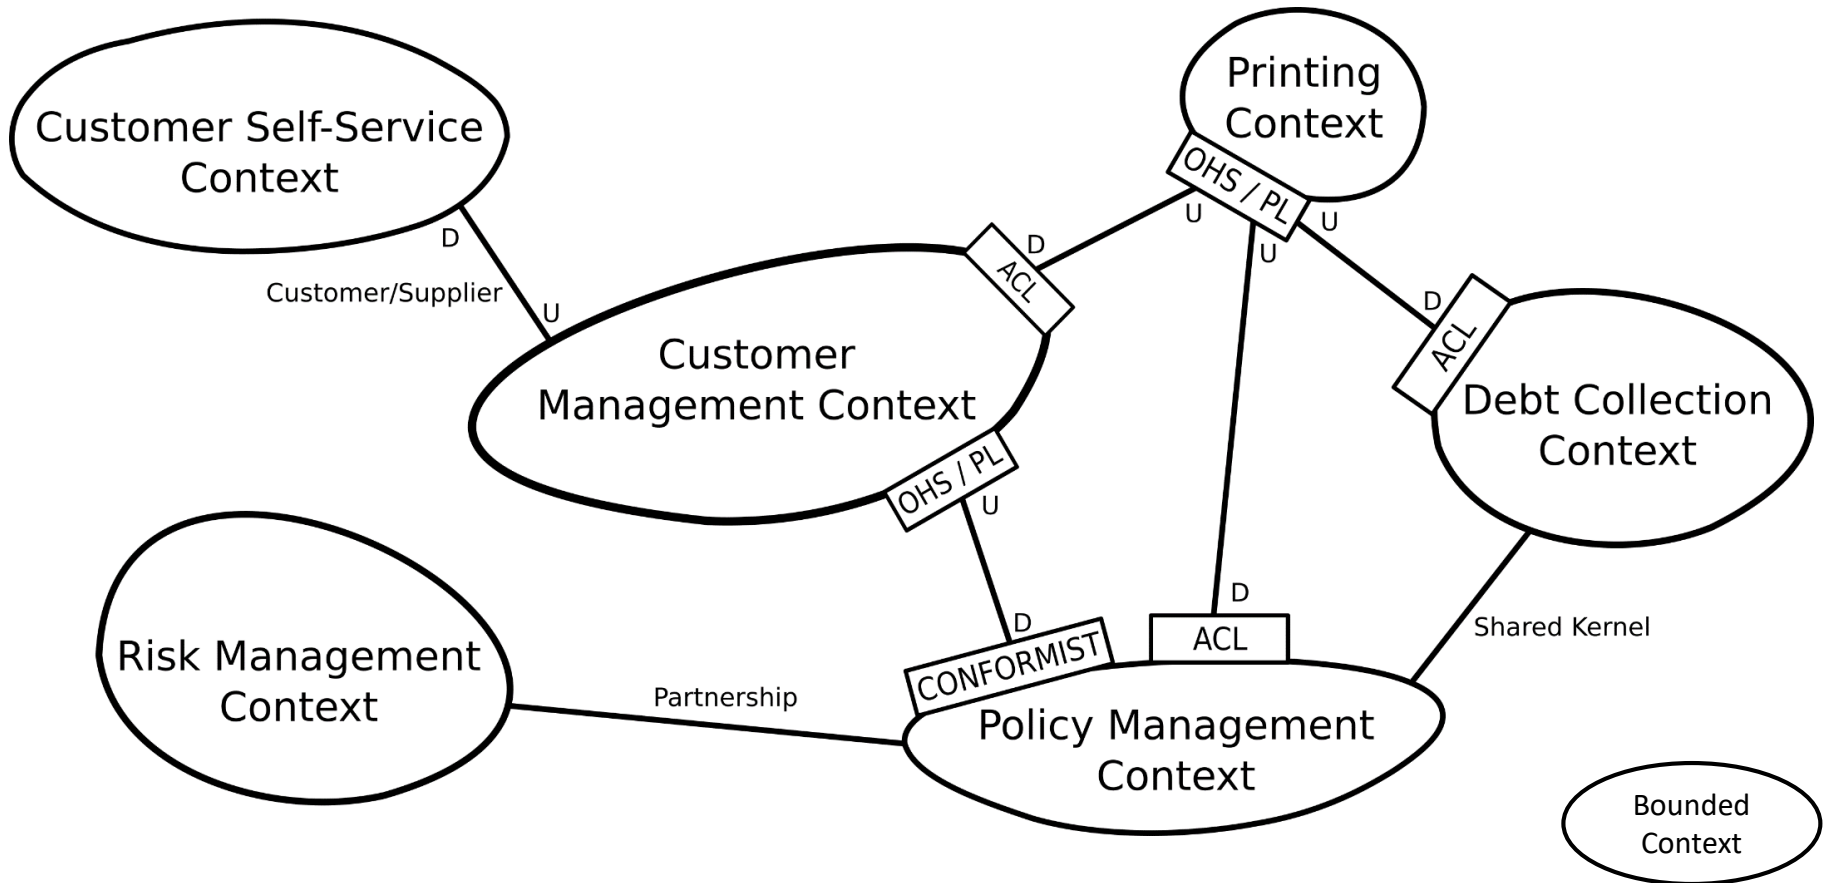 Printing
Context
Customer Self-Service
Context
OHS / PL
U
U
U
D
Customer/Supplier
U
D
ACL
D
ACL
Customer
Management Context
Debt Collection
Context
OHS / PL
U
D
D
CONFORMIST
ACL
Shared Kernel
Risk Management
Context
Partnership
Policy Management
Context
Bounded
Context